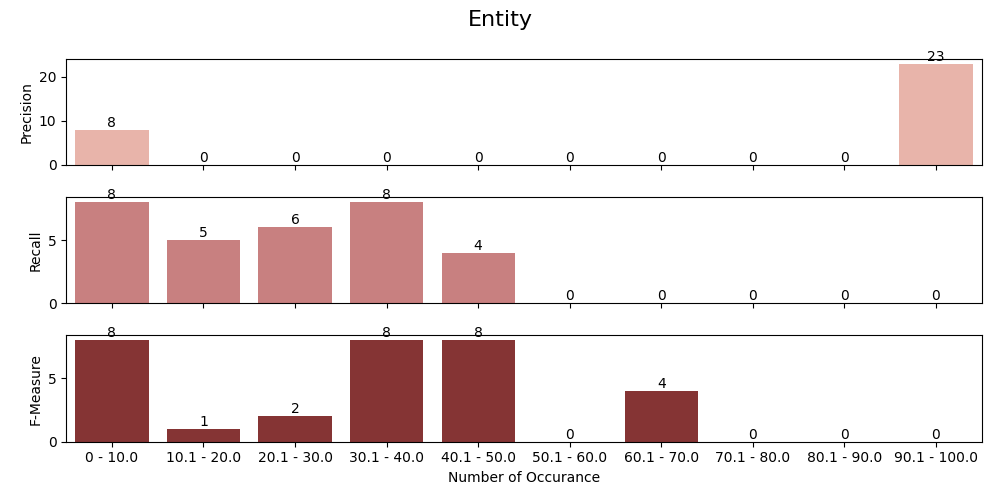 Entity
Precision
20
10
0
8 0 0 0 0 0 0 0 0 23
Recall
5
0
8 5 6 8 4 0 0 0 0 0
F-Measure
5
0
8 1 2 8 8 0 4 0 0 0
0 - 10.0 10.1 - 20.0 20.1 - 30.0 30.1 - 40.0 40.1 - 50.0 50.1 - 60.0 60.1 - 70.0 70.1 - 80.0 80.1 - 90.0 90.1 - 100.0
Number of Occurance